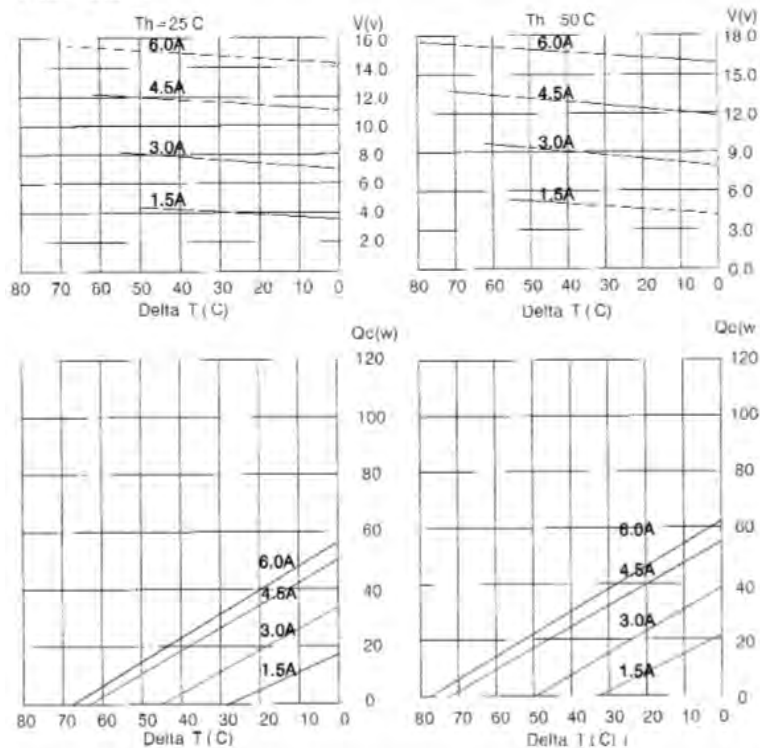 Th = 25 C V(v)
6.0A 16.0
14.0
4.5A 12.0
10.0
3.0A 8.0
6.0
1.5A 4.0
2.0
80 70 60 50 40 30 20 10 0
Delta T (C)
Th 50 C V(v)
6.0A 18.0
15.0
4.5A 12.0
3.0A 9.0
1.5A 6.0
3.0
0.0
80 70 60 50 40 30 20 10 0
Delta T (C)
Qc(w)
120
100
80
60
6.0A
4.5A 40
3.0A 20
1.5A
0
80 70 60 50 40 30 20 10 0
Delta T (C)
Qc(w
120
100
80
6.0A 60
4.5A 40
3.0A 20
1.5A
0
80 70 60 50 40 30 20 10 0
Delta T (C)